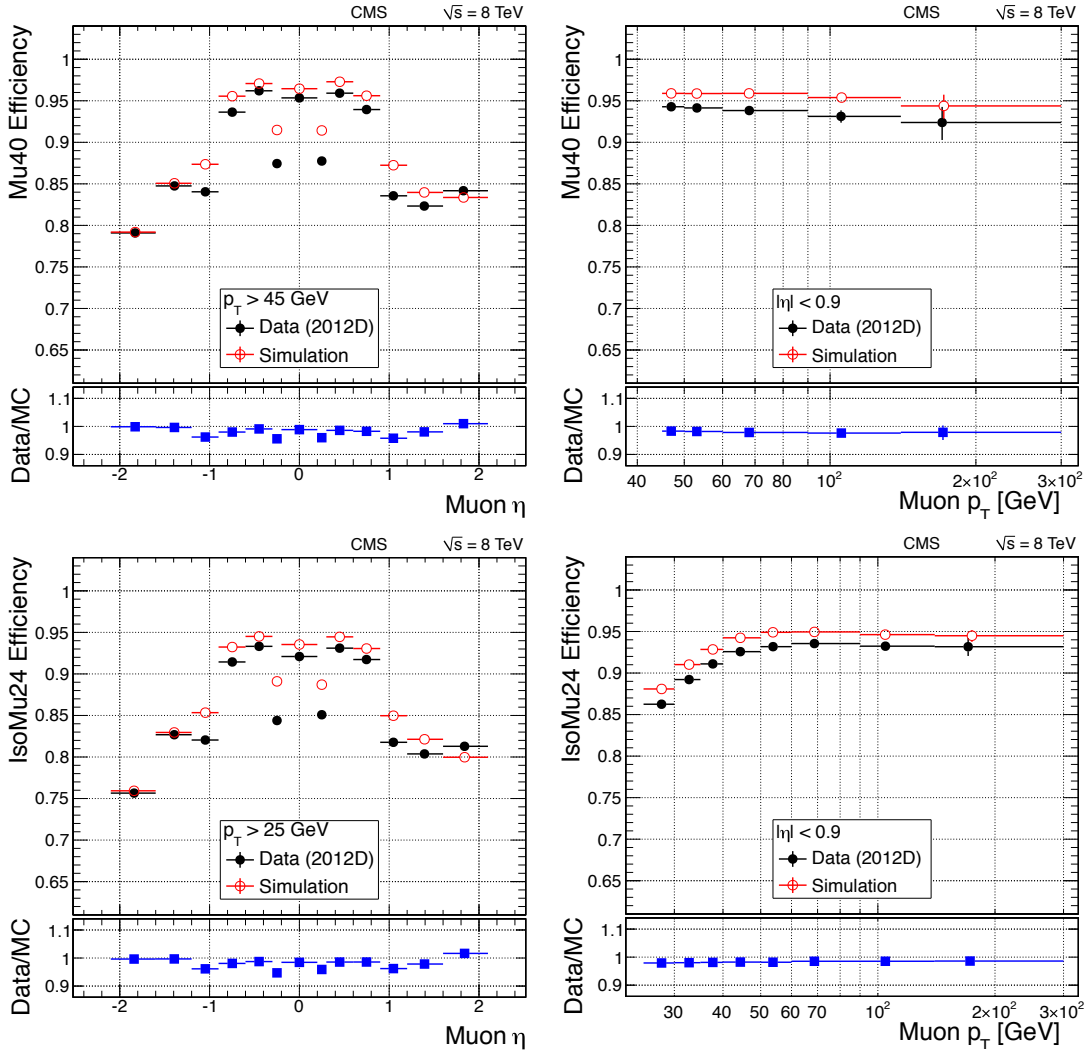 CMS √s = 8 TeV
Mu40 Efficiency
1
0.95
0.9
0.85
0.8
0.75
0.7
0.65
p_T > 45 GeV
Data (2012D)
Simulation
Data/MC
1.1
1
0.9
-2 -1 0 1 2
Muon η
CMS √s = 8 TeV
Mu40 Efficiency
1
0.95
0.9
0.85
0.8
0.75
0.7
0.65
|η| < 0.9
Data (2012D)
Simulation
Data/MC
1.1
1
0.9
40 50 60 70 10² 2×10² 3×10²
Muon p_T [GeV]
CMS √s = 8 TeV
IsoMu24 Efficiency
1
0.95
0.9
0.85
0.8
0.75
0.7
0.65
p_T > 25 GeV
Data (2012D)
Simulation
Data/MC
1.1
1
0.9
-2 -1 0 1 2
Muon η
CMS √s = 8 TeV
IsoMu24 Efficiency
1
0.95
0.9
0.85
0.8
0.75
0.7
0.65
|η| < 0.9
Data (2012D)
Simulation
Data/MC
1.1
1
0.9
30 40 50 60 70 10² 2×10² 3×10²
Muon p_T [GeV]